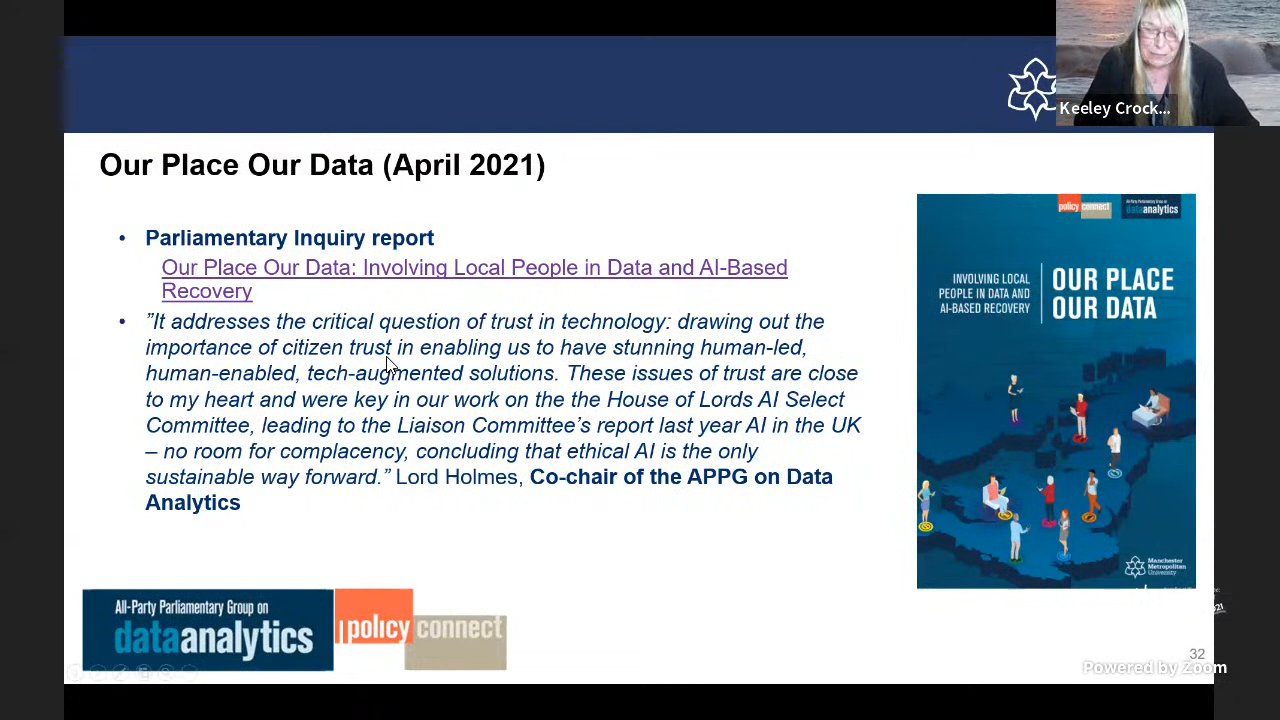 Keeley Crock...
Our Place Our Data (April 2021)
• Parliamentary Inquiry report
Our Place Our Data: Involving Local People in Data and AI-Based
Recovery
• ”It addresses the critical question of trust in technology: drawing out the
importance of citizen trust in enabling us to have stunning human-led,
human-enabled, tech-augmented solutions. These issues of trust are close
to my heart and were key in our work on the the House of Lords AI Select
Committee, leading to the Liaison Committee’s report last year AI in the UK
– no room for complacency, concluding that ethical AI is the only
sustainable way forward.” Lord Holmes, Co-chair of the APPG on Data
Analytics
policy connect
All-Party Parliamentary Group on
dataanalytics
INVOLVING LOCAL
PEOPLE IN DATA AND
AI-BASED RECOVERY
OUR PLACE
OUR DATA
Manchester
Metropolitan
University
All-Party Parliamentary Group on
dataanalytics
policy connect
32
Powered by Zoom